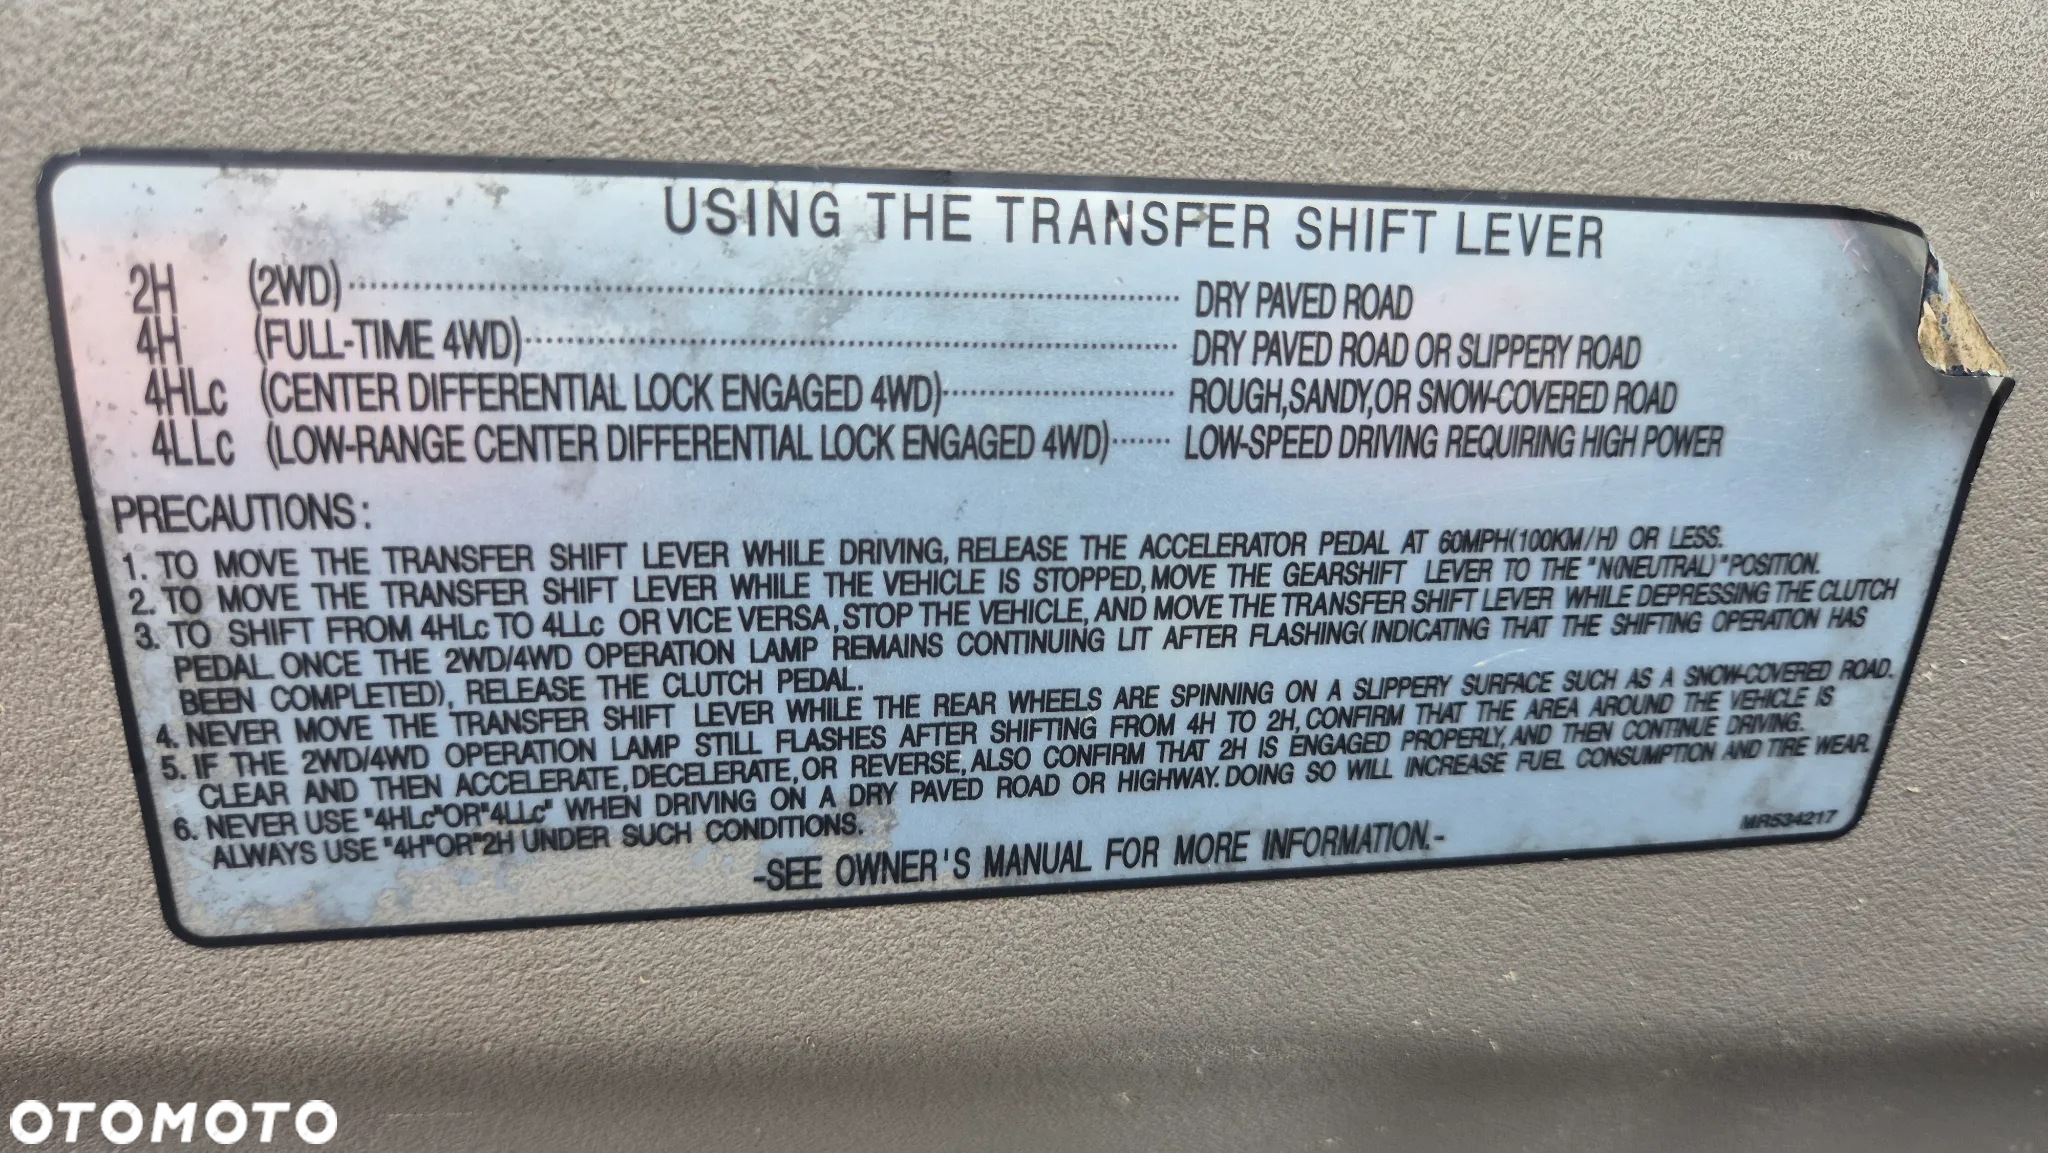 USING THE TRANSFER SHIFT LEVER
2H (2WD) ........ DRY PAVED ROAD
4H (FULL-TIME 4WD) ........ DRY PAVED ROAD OR SLIPPERY ROAD
4HLc (CENTER DIFFERENTIAL LOCK ENGAGED 4WD) ........ ROUGH,SANDY,OR SNOW-COVERED ROAD
4LLc (LOW-RANGE CENTER DIFFERENTIAL LOCK ENGAGED 4WD) ....... LOW-SPEED DRIVING REQUIRING HIGH POWER
PRECAUTIONS:
1. TO MOVE THE TRANSFER SHIFT LEVER WHILE DRIVING, RELEASE THE ACCELERATOR PEDAL AT 60MPH(100KM/H) OR LESS.
2. TO MOVE THE TRANSFER SHIFT LEVER WHILE THE VEHICLE IS STOPPED, MOVE THE GEARSHIFT LEVER TO THE "N(NEUTRAL)"POSITION.
3. TO SHIFT FROM 4HLc TO 4LLc OR VICE VERSA, STOP THE VEHICLE, AND MOVE THE TRANSFER SHIFT LEVER WHILE DEPRESSING THE CLUTCH
PEDAL. ONCE THE 2WD/4WD OPERATION LAMP REMAINS CONTINUING LIT AFTER FLASHING(INDICATING THAT THE SHIFTING OPERATION HAS
BEEN COMPLETED), RELEASE THE CLUTCH PEDAL.
4. NEVER MOVE THE TRANSFER SHIFT LEVER WHILE THE REAR WHEELS ARE SPINNING ON A SLIPPERY SURFACE SUCH AS A SNOW-COVERED ROAD.
5. IF THE 2WD/4WD OPERATION LAMP STILL FLASHES AFTER SHIFTING FROM 4H TO 2H, CONFIRM THAT THE AREA AROUND THE VEHICLE IS
CLEAR AND THEN ACCELERATE, DECELERATE, OR REVERSE, ALSO CONFIRM THAT 2H IS ENGAGED PROPERLY, AND THEN CONTINUE DRIVING.
6. NEVER USE "4HLc"OR"4LLc" WHEN DRIVING ON A DRY PAVED ROAD OR HIGHWAY. DOING SO WILL INCREASE FUEL CONSUMPTION AND TIRE WEAR.
ALWAYS USE "4H"OR"2H UNDER SUCH CONDITIONS.
-SEE OWNER'S MANUAL FOR MORE INFORMATION.-
MR534217
OTOMOTO